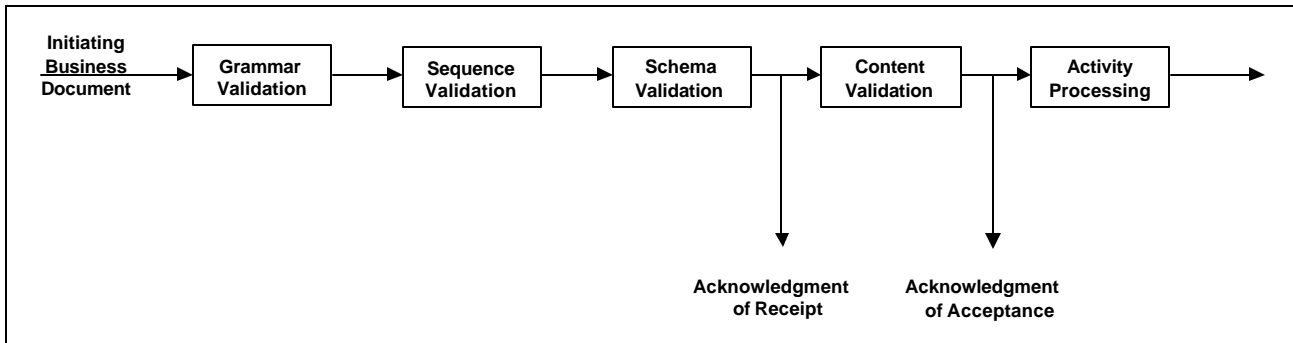 Initiating
Business
Document
Grammar
Validation
Sequence
Validation
Schema
Validation
Content
Validation
Activity
Processing
Acknowledgment
of Receipt
Acknowledgment
of Acceptance